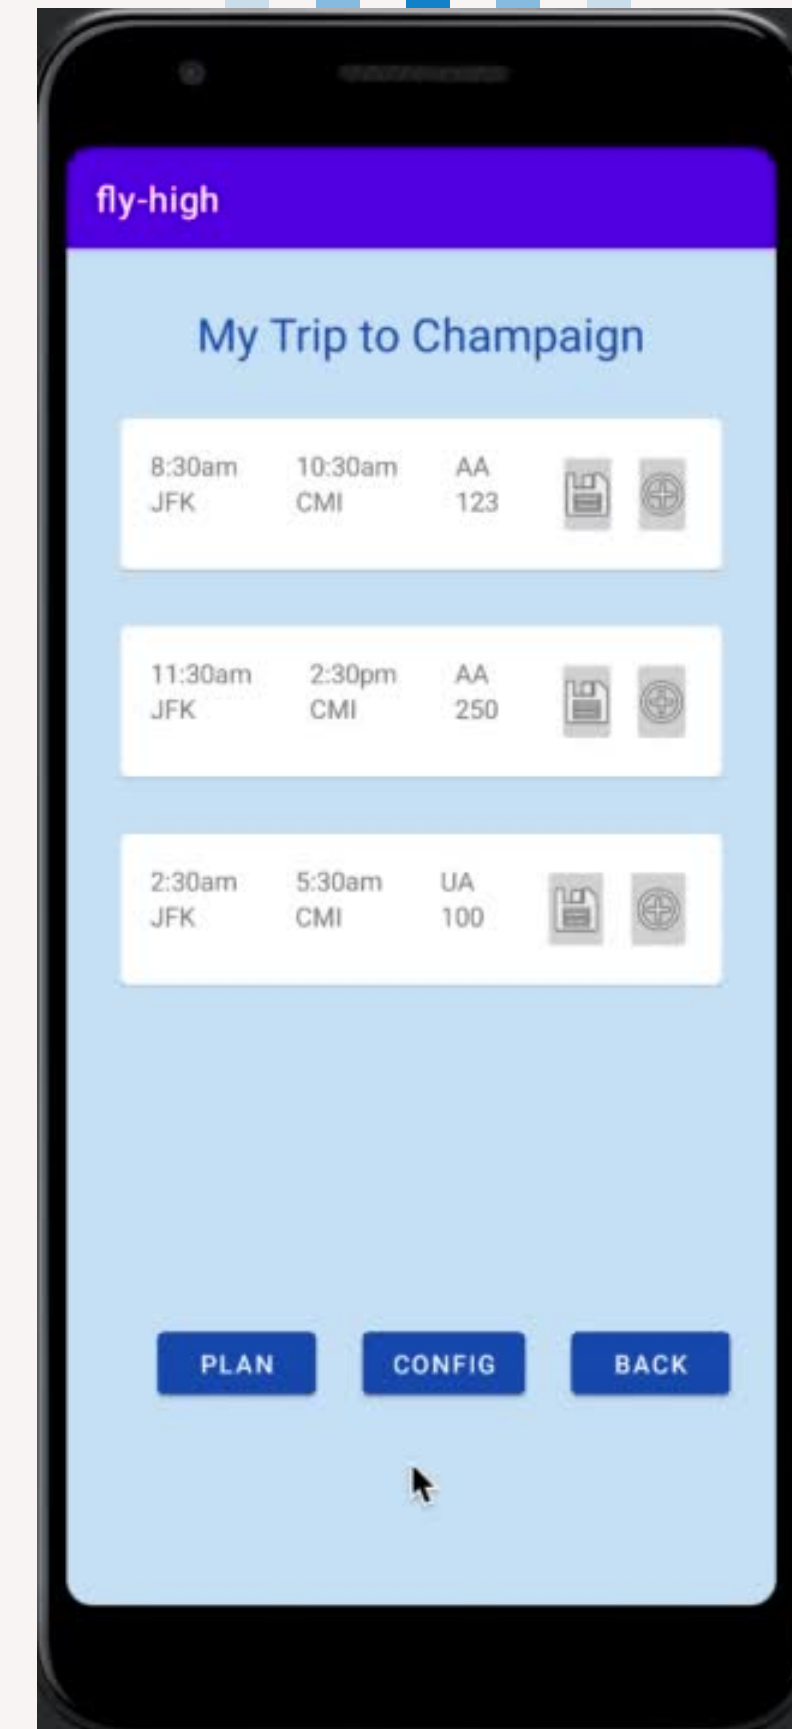 fly-high
My Trip to Champaign
8:30am 10:30am AA
JFK CMI 123
11:30am 2:30pm AA
JFK CMI 250
2:30am 5:30am UA
JFK CMI 100
PLAN CONFIG BACK